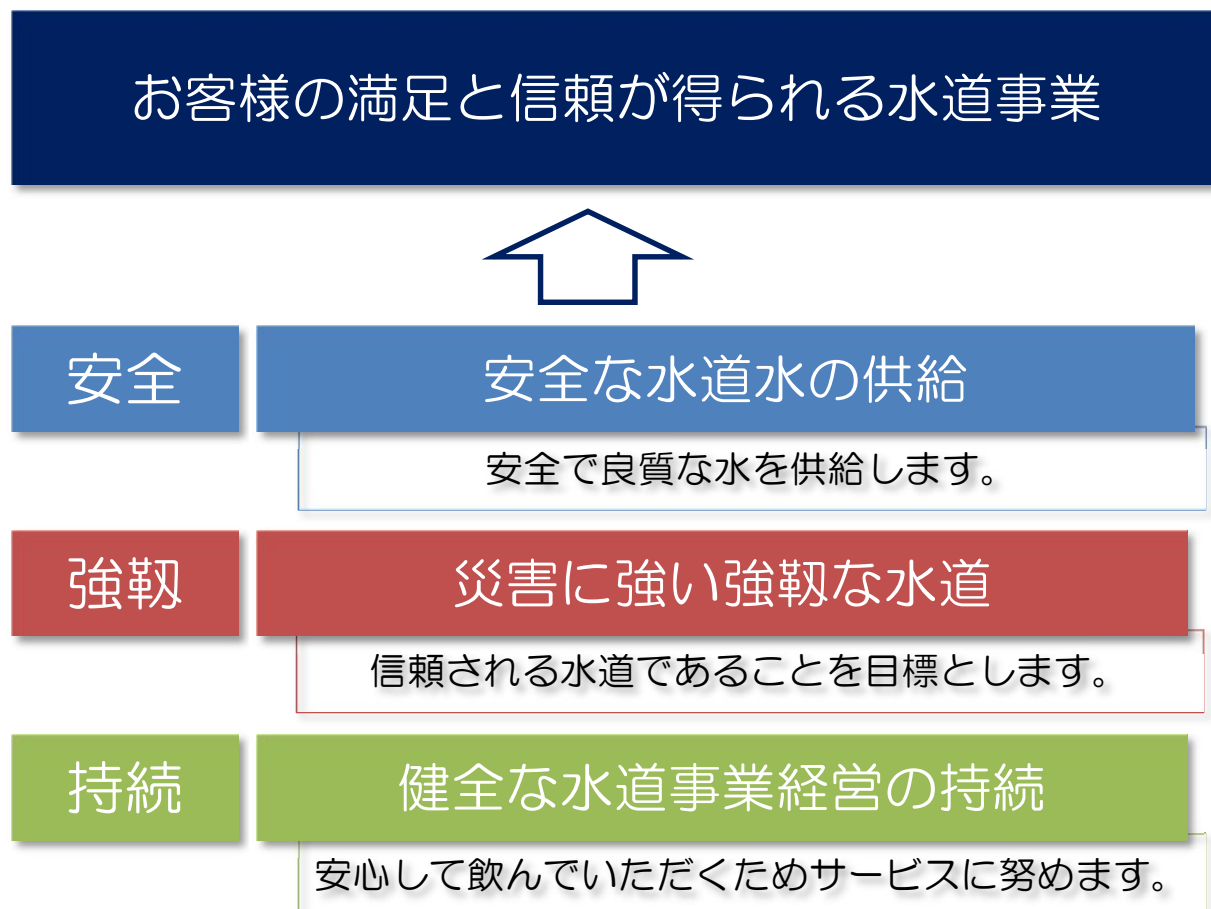 お客様の満足と信頼が得られる水道事業
安全
安全な水道水の供給
安全で良質な水を供給します。
強靱
災害に強い強靱な水道
信頼される水道であることを目標とします。
持続
健全な水道事業経営の持続
安心して飲んでいただくためサービスに努めます。